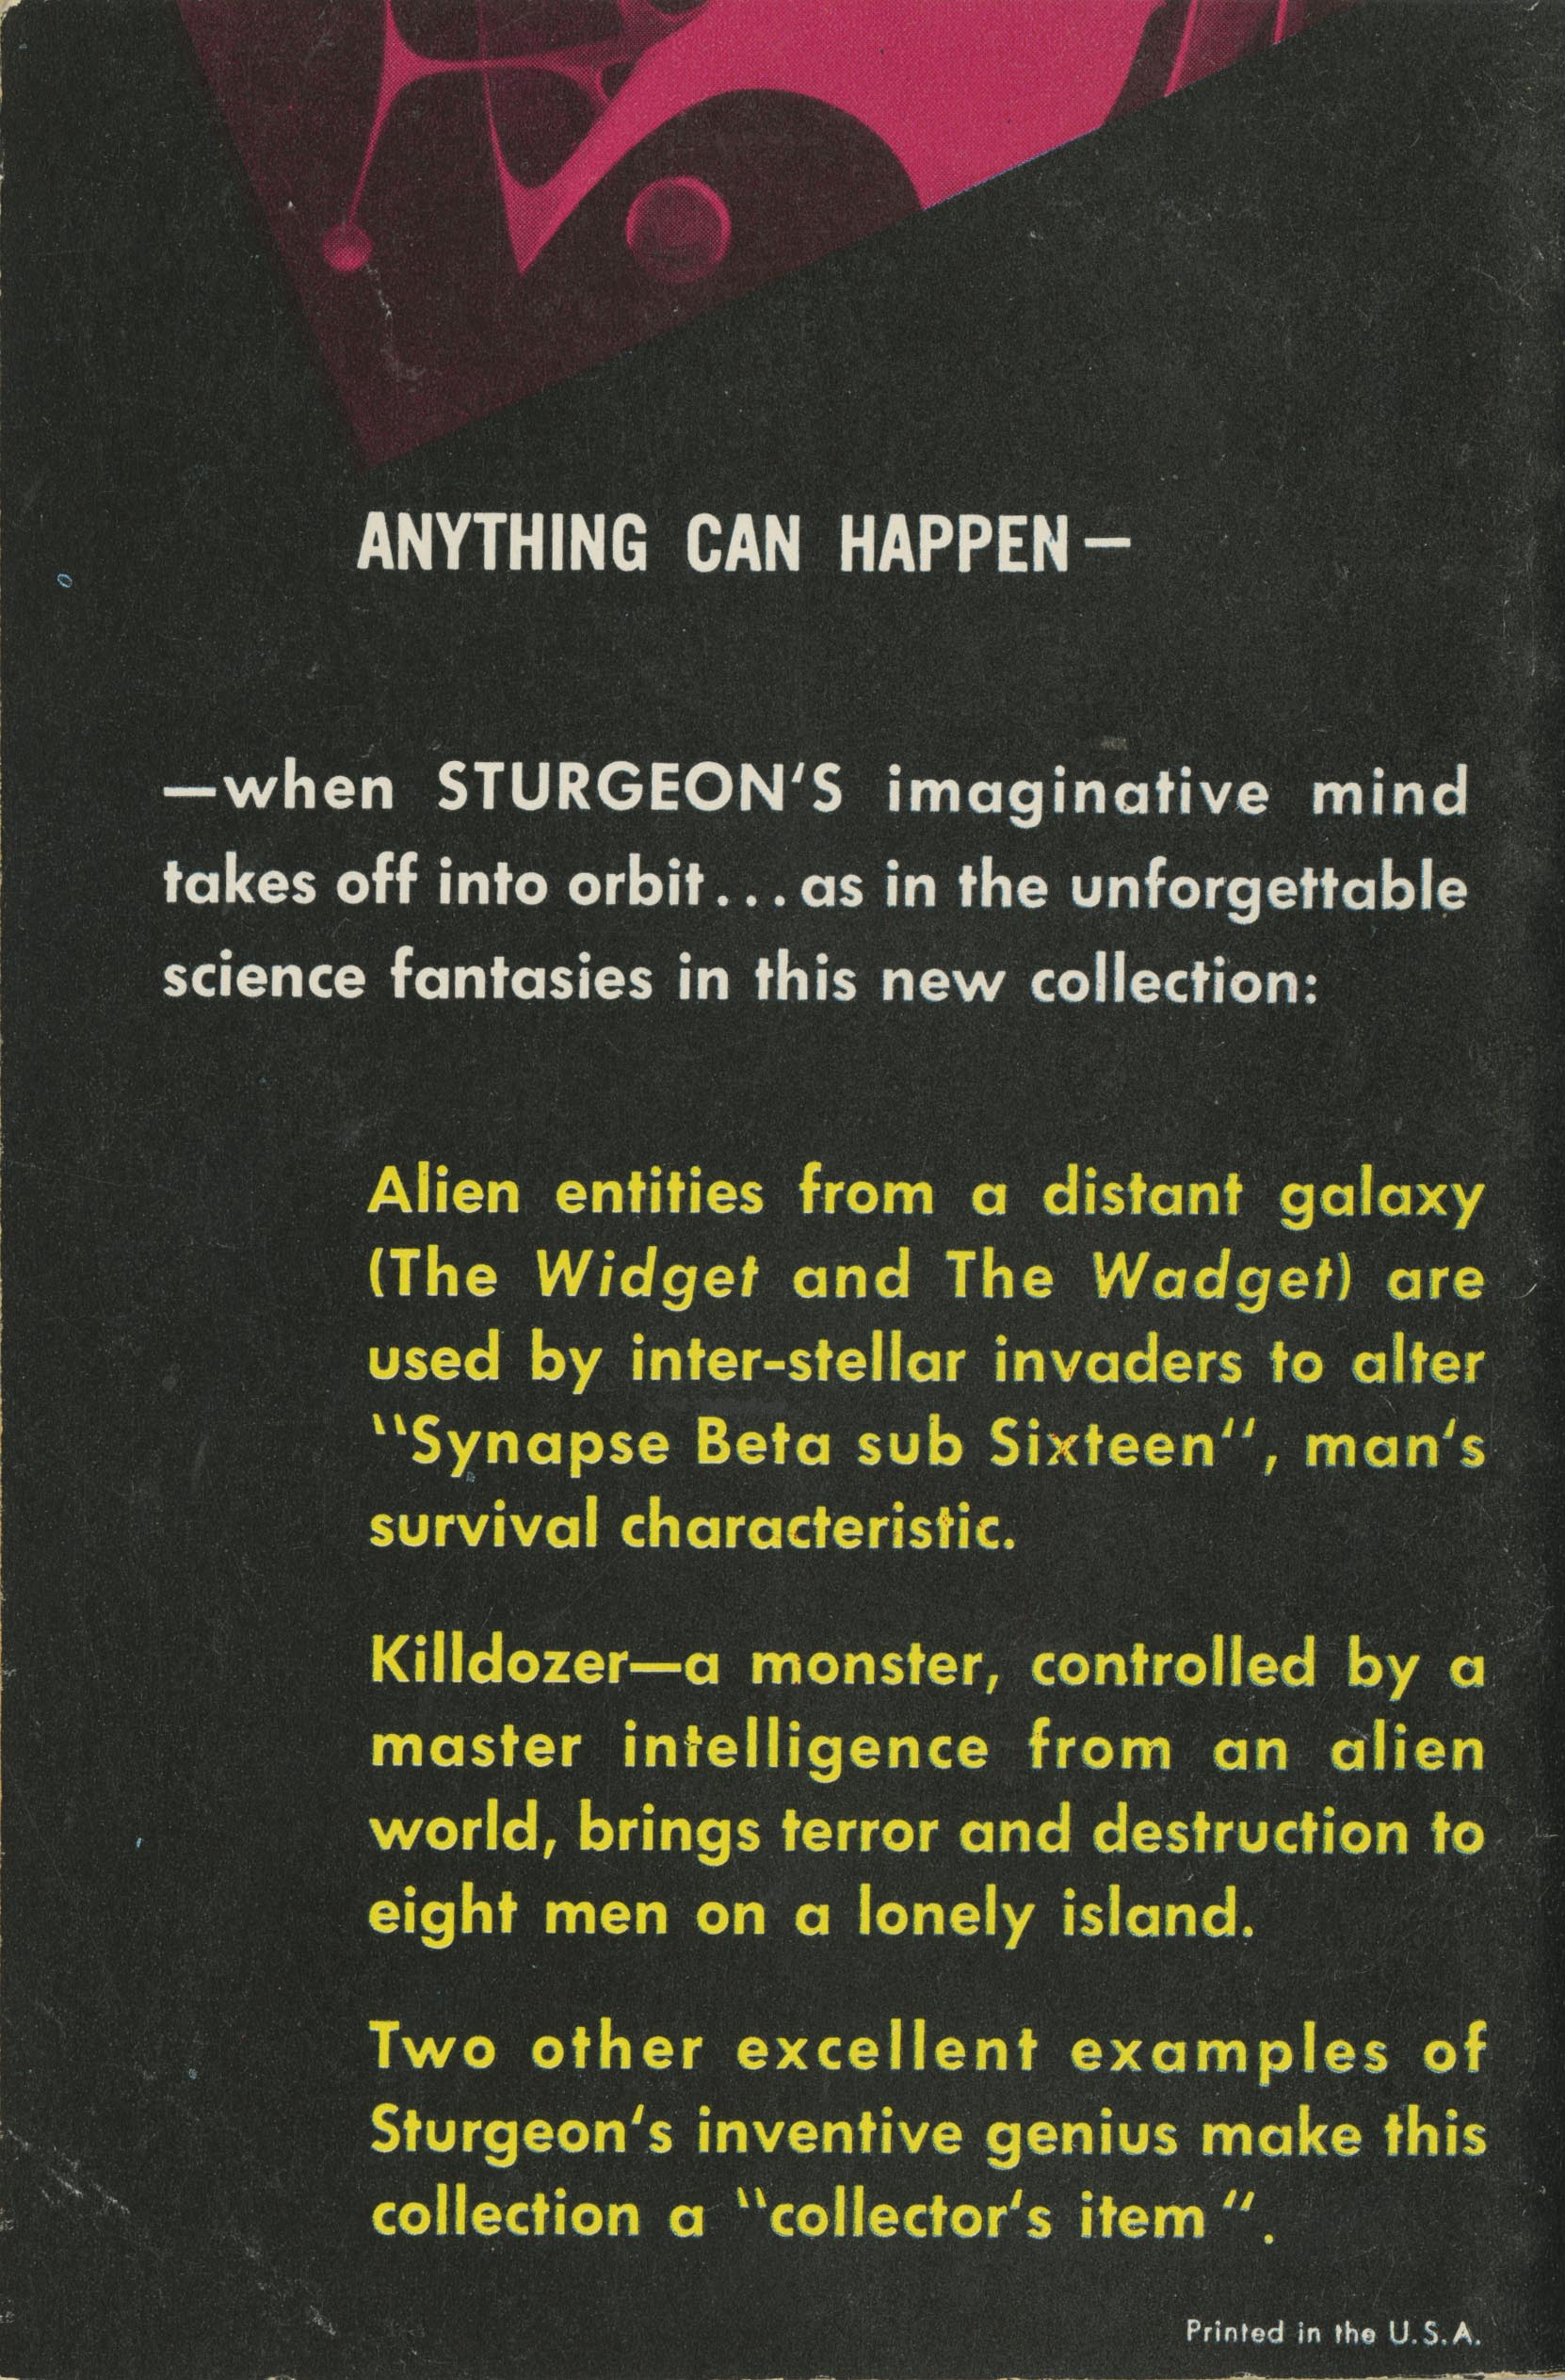 ANYTHING CAN HAPPEN—
—when STURGEON'S imaginative mind
takes off into orbit...as in the unforgettable
science fantasies in this new collection:
Alien entities from a distant galaxy
(The Widget and The Wadget) are
used by inter-stellar invaders to alter
"Synapse Beta sub Sixteen", man's
survival characteristic.
Killdozer—a monster, controlled by a
master intelligence from an alien
world, brings terror and destruction to
eight men on a lonely island.
Two other excellent examples of
Sturgeon's inventive genius make this
collection a "collector's item".
Printed in the U.S.A.